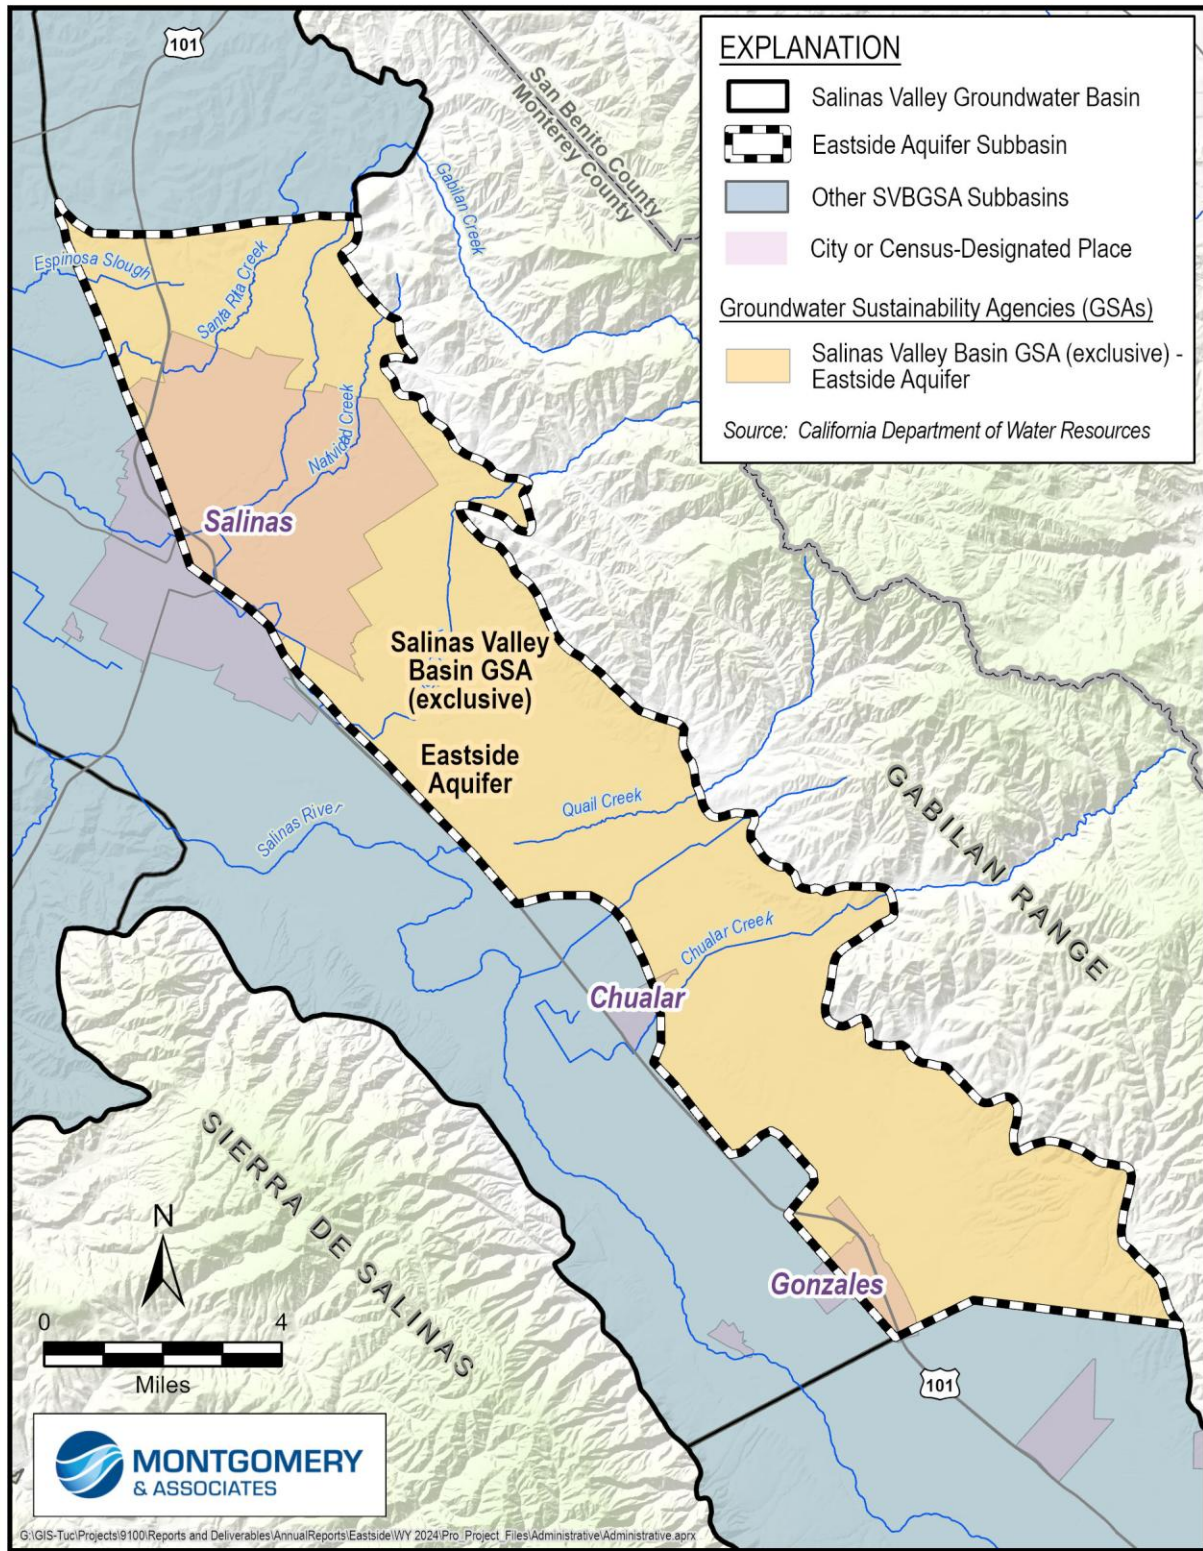 101
San Benito County
Monterey County
EXPLANATION
Salinas Valley Groundwater Basin
Eastside Aquifer Subbasin
Other SVBGSA Subbasins
City or Census-Designated Place
Groundwater Sustainability Agencies (GSAs)
Salinas Valley Basin GSA (exclusive) -
Eastside Aquifer
Source: California Department of Water Resources
Gabilan Creek
Espinosa Slough
Santa Rita Creek
Natividad Creek
Salinas
Salinas Valley
Basin GSA
(exclusive)
Eastside
Aquifer
Quail Creek
Salinas River
GABILAN RANGE
Chualar Creek
Chualar
SIERRA DE SALINAS
N
0 4
Miles
Gonzales
101
MONTGOMERY
& ASSOCIATES
G:\GIS-Tuc\Projects\9100\Reports and Deliverables\AnnualReports\Eastside\WY 2024\Pro_Project_Files\Administrative\Administrative.aprx